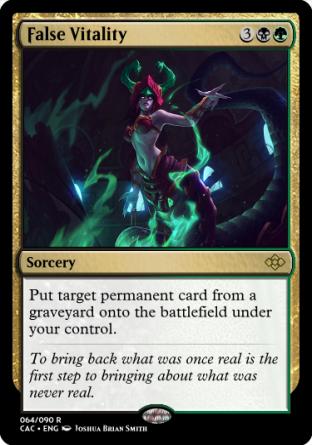 False Vitality 3
Sorcery
Put target permanent card from a
graveyard onto the battlefield under
your control.
To bring back what was once real is the
first step to bringing about what was
never real.
064/090 R
CAC • ENG Joshua Brian Smith